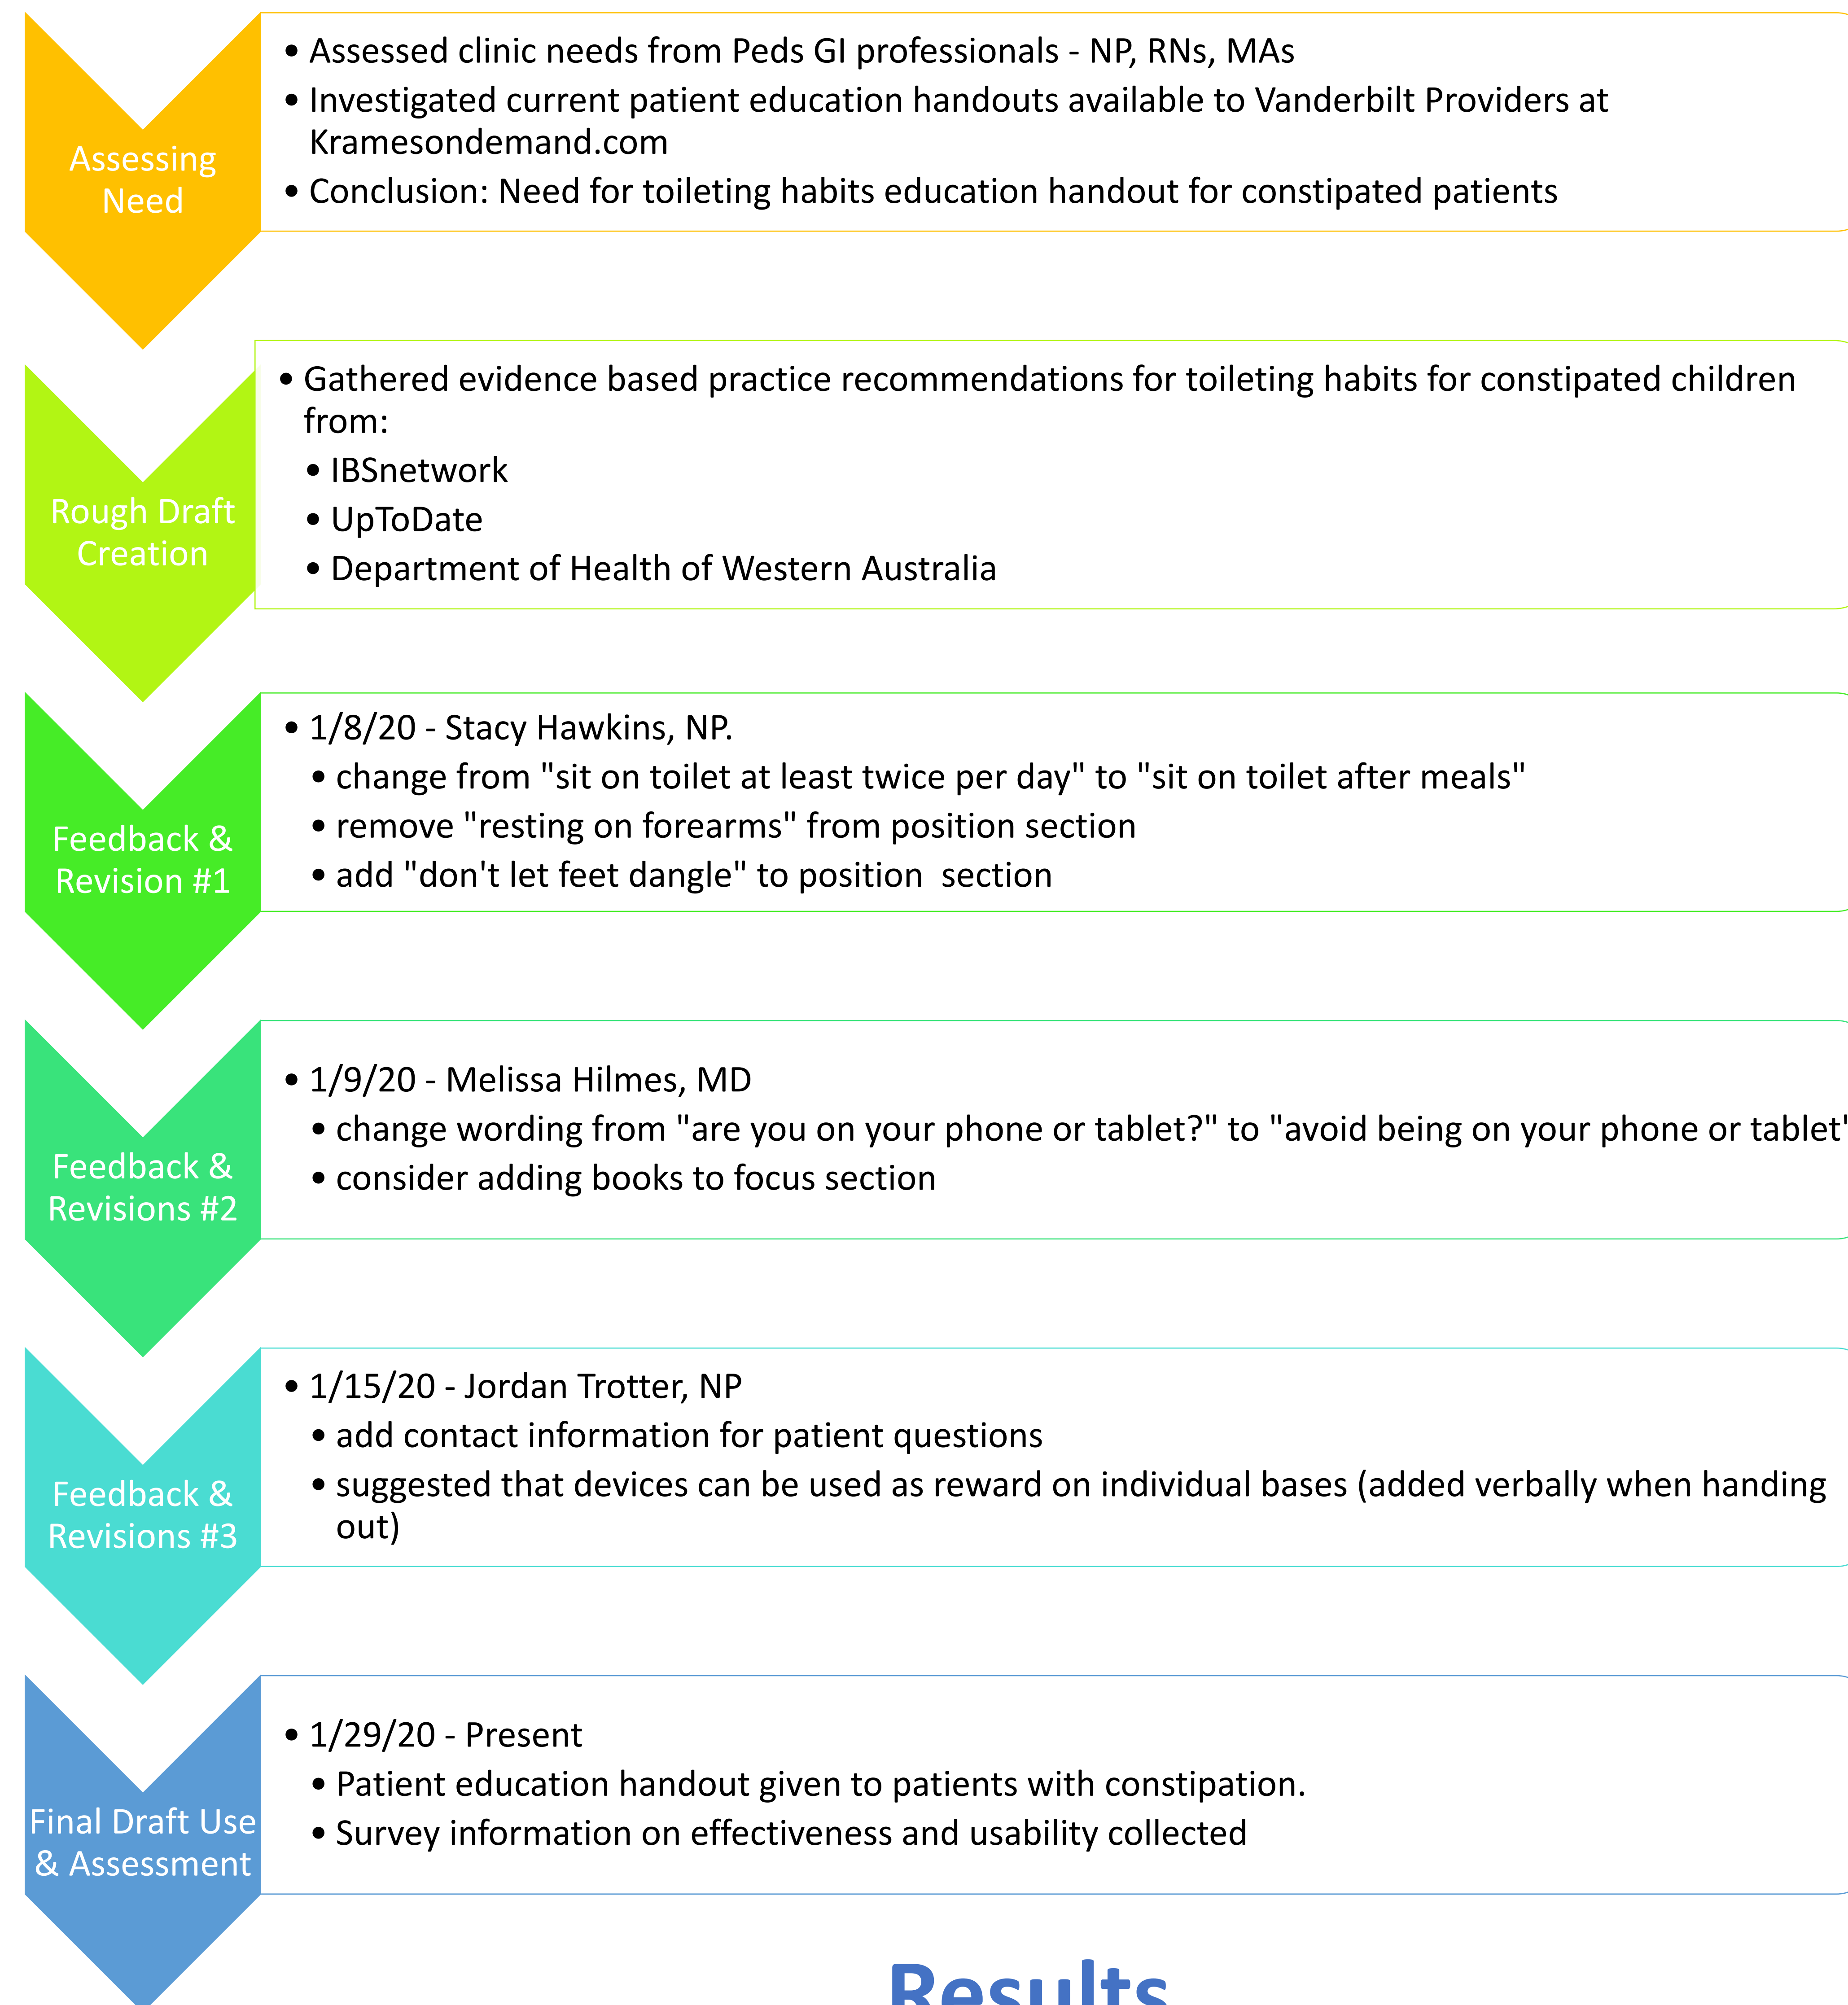 Assessing
Need
• Assessed clinic needs from Peds GI professionals - NP, RNs, MAs
• Investigated current patient education handouts available to Vanderbilt Providers at
Kramesondemand.com
• Conclusion: Need for toileting habits education handout for constipated patients
Rough Draft
Creation
• Gathered evidence based practice recommendations for toileting habits for constipated children
from:
• IBSnetwork
• UpToDate
• Department of Health of Western Australia
Feedback &
Revision #1
• 1/8/20 - Stacy Hawkins, NP.
• change from "sit on toilet at least twice per day" to "sit on toilet after meals"
• remove "resting on forearms" from position section
• add "don't let feet dangle" to position  section
Feedback &
Revisions #2
• 1/9/20 - Melissa Hilmes, MD
• change wording from "are you on your phone or tablet?" to "avoid being on your phone or tablet"
• consider adding books to focus section
Feedback &
Revisions #3
• 1/15/20 - Jordan Trotter, NP
• add contact information for patient questions
• suggested that devices can be used as reward on individual bases (added verbally when handing
out)
Final Draft Use
& Assessment
• 1/29/20 - Present
• Patient education handout given to patients with constipation.
• Survey information on effectiveness and usability collected
Results